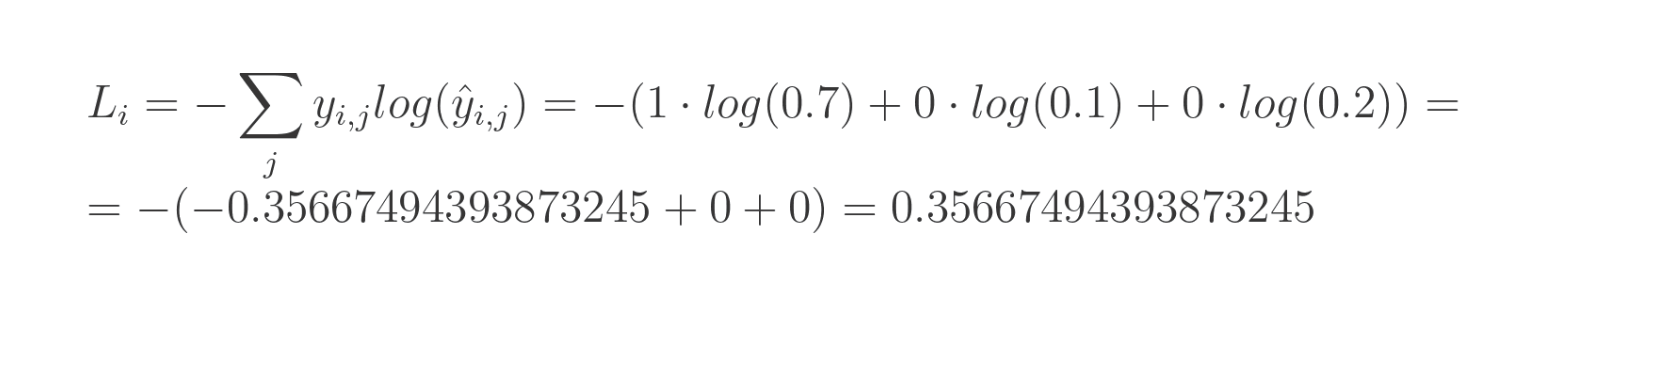 L_i = -\sum_j y_{i,j} log(\hat{y}_{i,j}) = -(1 \cdot log(0.7) + 0 \cdot log(0.1) + 0 \cdot log(0.2)) =
= -(-0.35667494393873245 + 0 + 0) = 0.35667494393873245